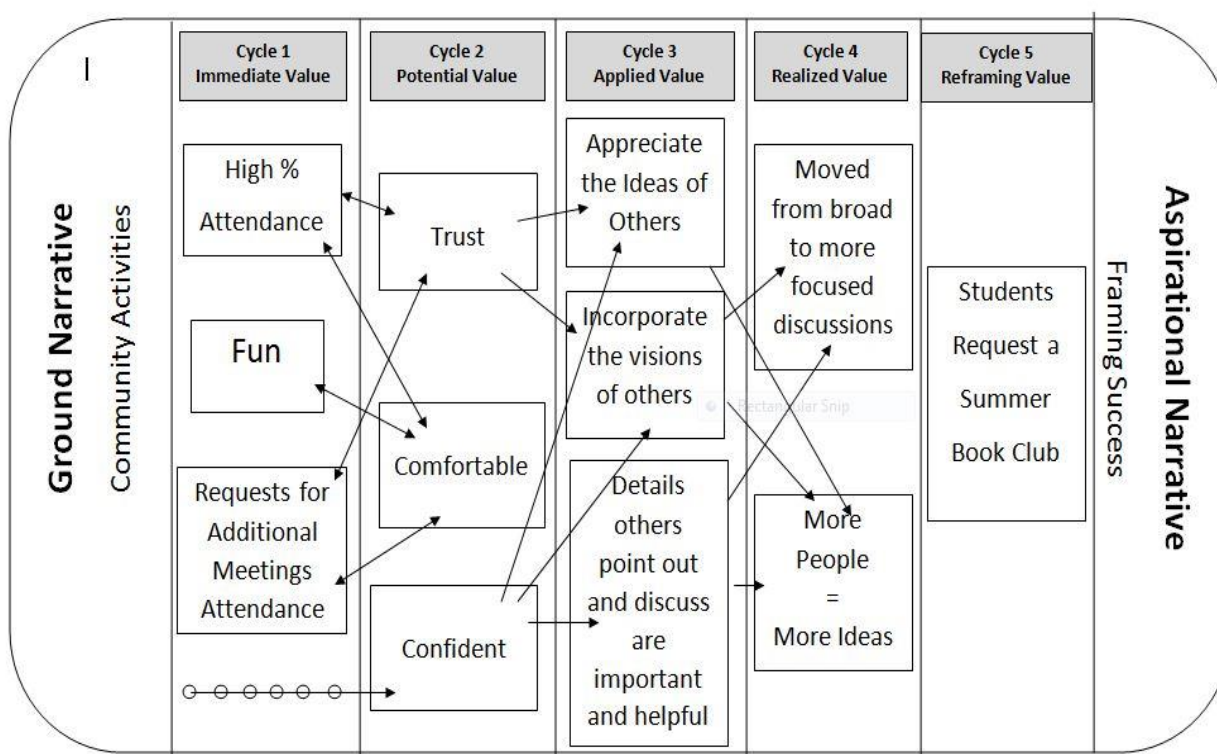 Ground Narrative
Community Activities
|
Cycle 1
Immediate Value
High %
Attendance
Fun
Requests for
Additional
Meetings
Attendance
Cycle 2
Potential Value
Trust
Comfortable
Confident
Cycle 3
Applied Value
Appreciate
the Ideas of
Others
Incorporate
the visions
of others
Rectangular Snip
Details
others
point out
and discuss
are
important
and helpful
Cycle 4
Realized Value
Moved
from broad
to more
focused
discussions
More
People
=
More Ideas
Cycle 5
Reframing Value
Students
Request a
Summer
Book Club
Framing Success
Aspirational Narrative